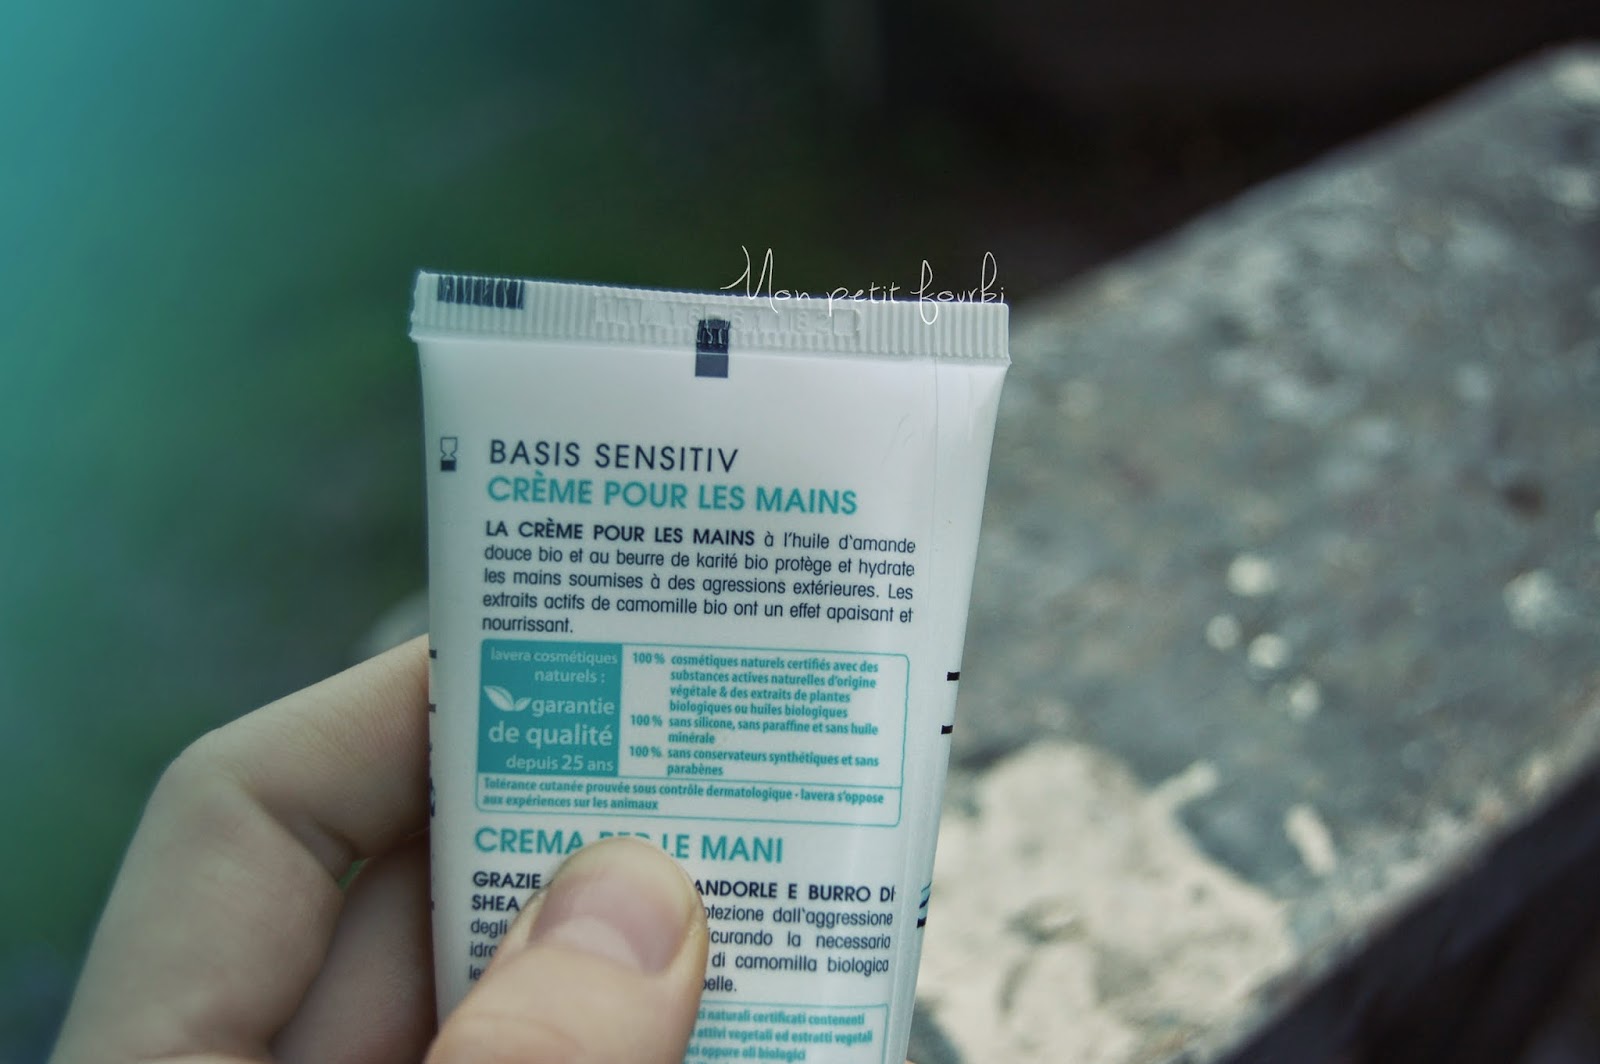 Mon petit fourbi
BASIS SENSITIV
CRÈME POUR LES MAINS
LA CRÈME POUR LES MAINS à l'huile d'amande
douce bio et au beurre de karité bio protège et hydrate
les mains soumises à des agressions extérieures. Les
extraits actifs de camomille bio ont un effet apaisant et
nourrissant.
lavera cosmétiques
naturels :
garantie
de qualité
depuis 25 ans
100 % cosmétiques naturels certifiés avec des
substances actives naturelles d'origine
végétale & des extraits de plantes
biologiques ou huiles biologiques
100 % sans silicone, sans paraffine et sans huile
minérale
100 % sans conservateurs synthétiques et sans
parabènes
Tolérance cutanée prouvée sous contrôle dermatologique - lavera s'oppose
aux expériences sur les animaux
CREMA PER LE MANI
GRAZIE ANDORLE E BURRO DI
SHEA otezione dall'aggressione
degli icurando la necessaria
idro di camomilla biologica
le pelle.
naturali certificati contenenti
attivi vegetali ed estratti vegetali
oppure oli biologici